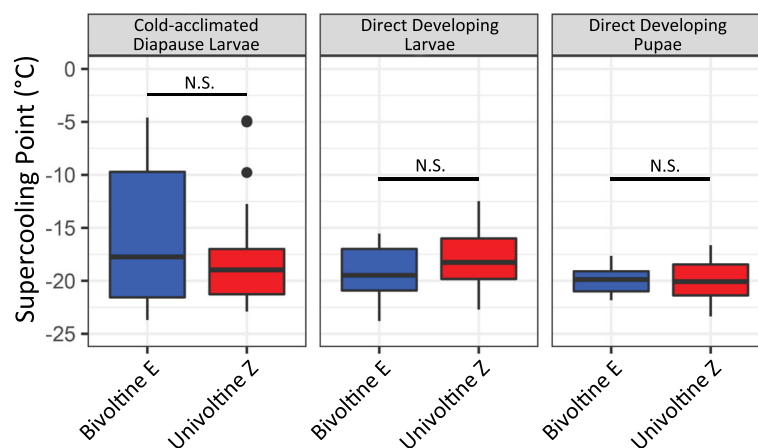 Cold-acclimated
Diapause Larvae
Direct Developing
Larvae
Direct Developing
Pupae
Supercooling Point (°C)
0
-5
-10
-15
-20
-25
N.S.
N.S.
N.S.
Bivoltine E
Univoltine Z
Bivoltine E
Univoltine Z
Bivoltine E
Univoltine Z